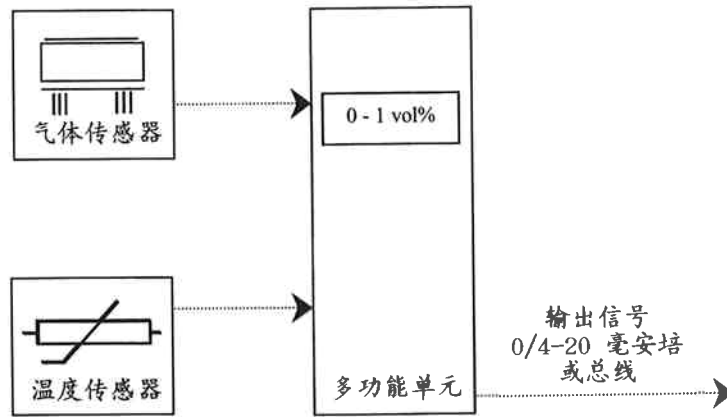 气体传感器
0 - 1 vol%
温度传感器
多功能单元
输出信号
0/4-20 毫安培
或总线